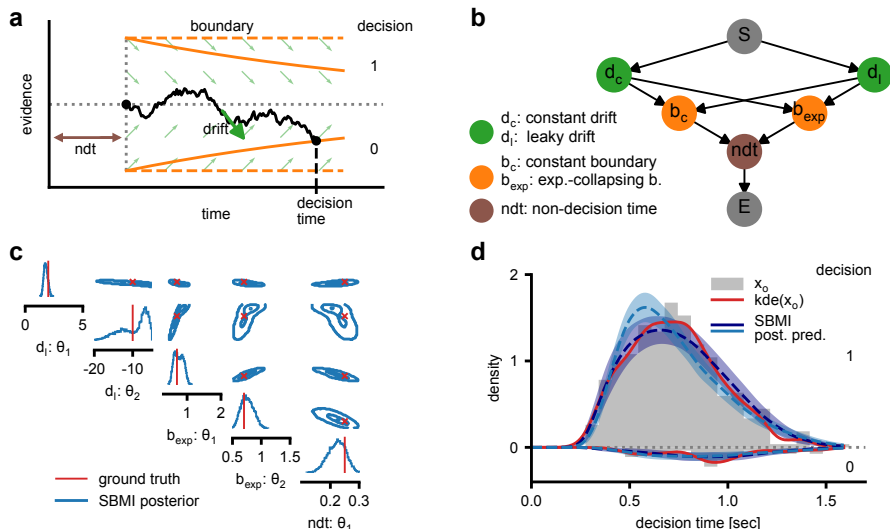 a
boundary
decision
1
evidence
drift
ndt
0
time
decision
time
b
S
d_c
d_l
b_c
b_exp
ndt
E
d_c: constant drift
d_l: leaky drift
b_c: constant boundary
b_exp: exp.-collapsing b.
ndt: non-decision time
c
0 5
d_l: θ_1
-20 -10
d_l: θ_2
1 2
b_exp: θ_1
0.5 1.0 1.5
b_exp: θ_2
0.2 0.3
ndt: θ_1
ground truth
SBMI posterior
d
decision
x_o
kde(x_o)
SBMI
post. pred.
1
0
2
1
0
density
0.0 0.5 1.0 1.5
decision time [sec]